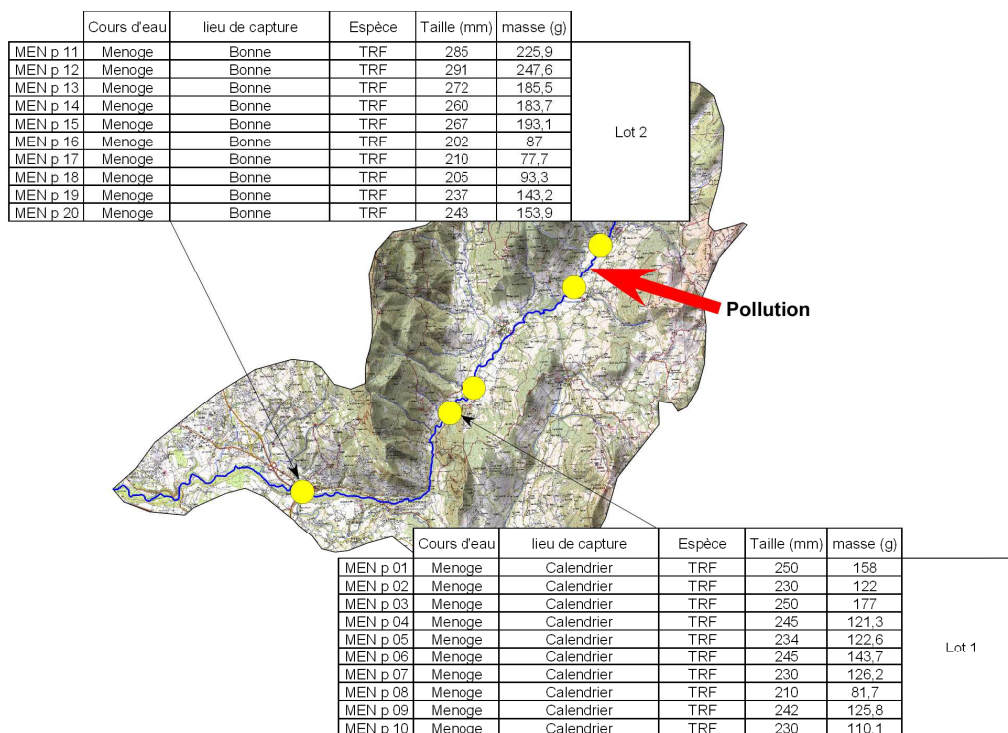 Cours d'eau lieu de capture Espèce Taille (mm) masse (g)
MEN p 11 Menoge Bonne TRF 285 225,9
MEN p 12 Menoge Bonne TRF 291 247,6
MEN p 13 Menoge Bonne TRF 272 185,5
MEN p 14 Menoge Bonne TRF 260 183,7
MEN p 15 Menoge Bonne TRF 267 193,1
Lot 2
MEN p 16 Menoge Bonne TRF 202 87
MEN p 17 Menoge Bonne TRF 210 77,7
MEN p 18 Menoge Bonne TRF 205 93,3
MEN p 19 Menoge Bonne TRF 237 143,2
MEN p 20 Menoge Bonne TRF 243 153,9
Pollution
Cours d'eau lieu de capture Espèce Taille (mm) masse (g)
MEN p 01 Menoge Calendrier TRF 250 158
MEN p 02 Menoge Calendrier TRF 230 122
MEN p 03 Menoge Calendrier TRF 250 177
MEN p 04 Menoge Calendrier TRF 245 121,3
MEN p 05 Menoge Calendrier TRF 234 122,6
Lot 1
MEN p 06 Menoge Calendrier TRF 245 143,7
MEN p 07 Menoge Calendrier TRF 230 126,2
MEN p 08 Menoge Calendrier TRF 210 81,7
MEN p 09 Menoge Calendrier TRF 242 125,8
MEN p 10 Menoge Calendrier TRF 230 110,1